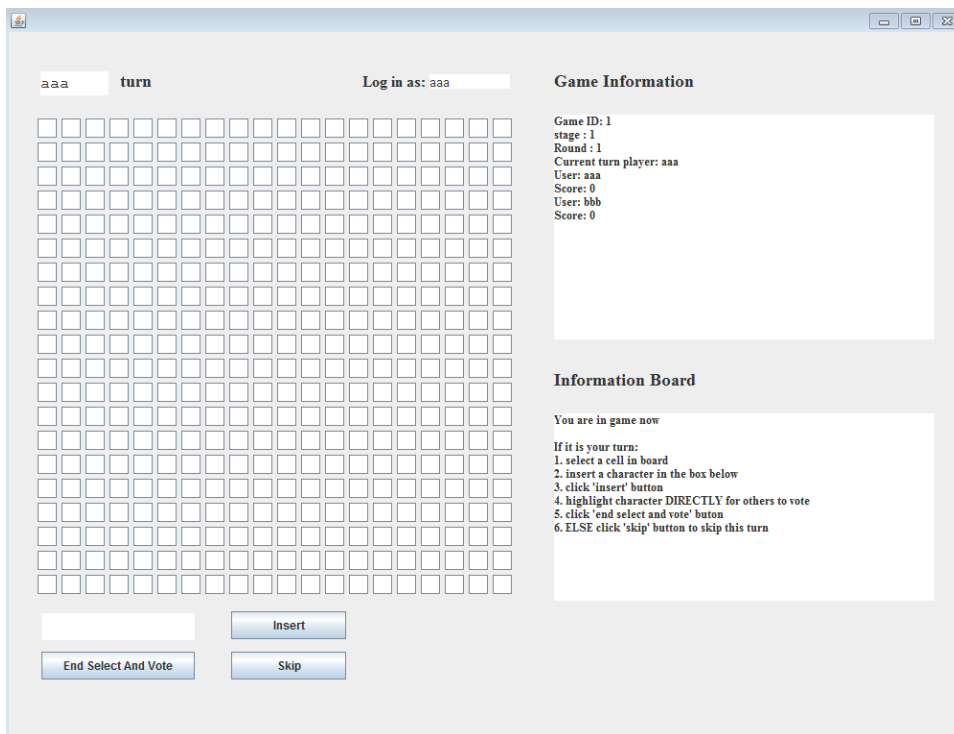 aaa turn Log in as: aaa
Game Information
Game ID: 1
stage : 1
Round : 1
Current turn player: aaa
User: aaa
Score: 0
User: bbb
Score: 0
Information Board
You are in game now
If it is your turn:
1. select a cell in board
2. insert a character in the box below
3. click 'insert' button
4. highlight character DIRECTLY for others to vote
5. click 'end select and vote' buton
6. ELSE click 'skip' button to skip this turn
Insert
End Select And Vote
Skip